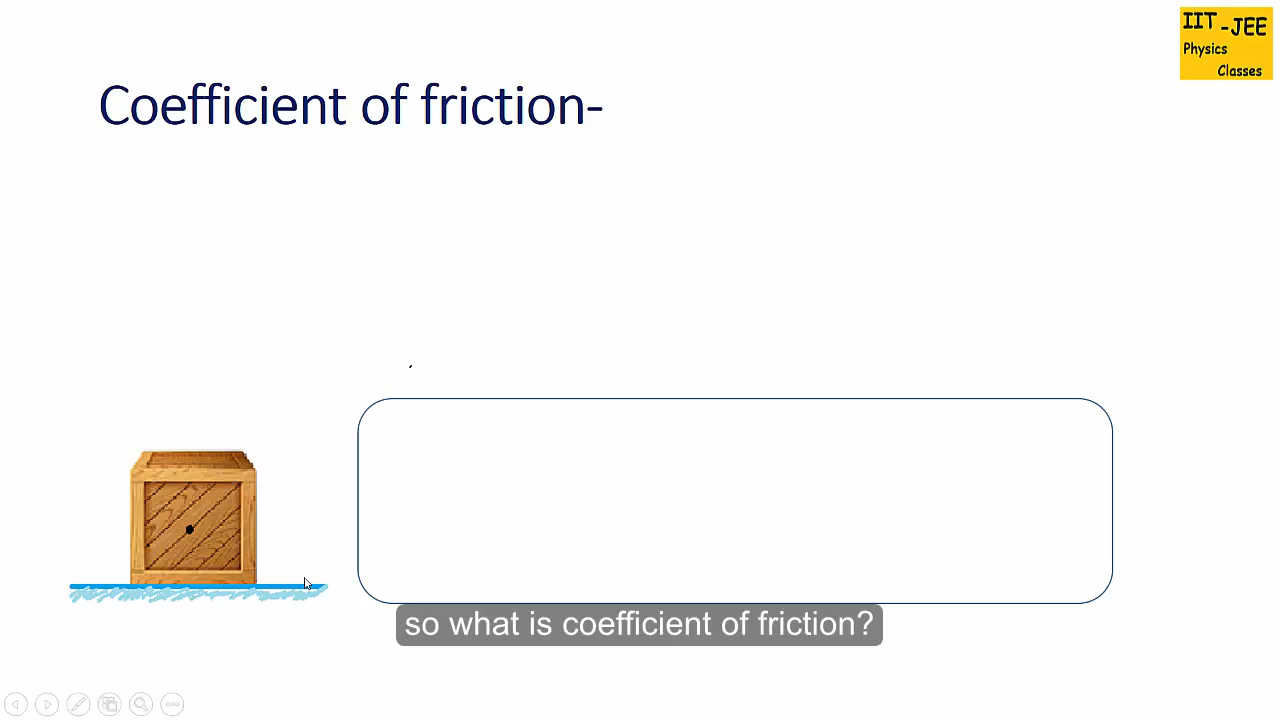 IIT -JEE
Physics
Classes
Coefficient of friction-
so what is coefficient of friction?